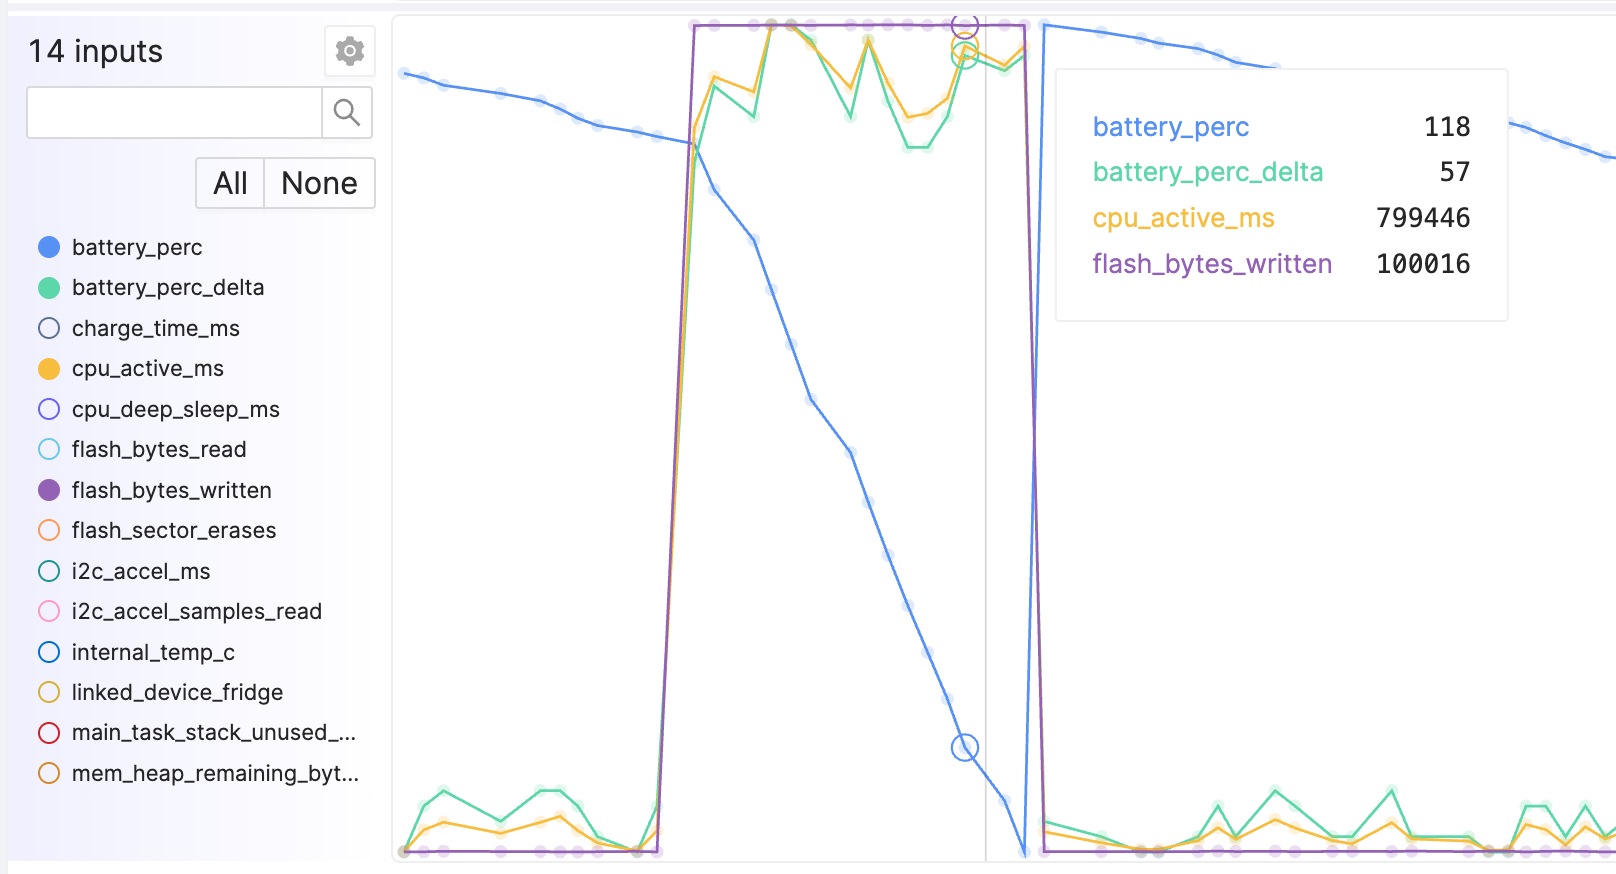 14 inputs
All None
battery_perc
battery_perc_delta
charge_time_ms
cpu_active_ms
cpu_deep_sleep_ms
flash_bytes_read
flash_bytes_written
flash_sector_erases
i2c_accel_ms
i2c_accel_samples_read
internal_temp_c
linked_device_fridge
main_task_stack_unused_...
mem_heap_remaining_byt...
battery_perc 118
battery_perc_delta 57
cpu_active_ms 799446
flash_bytes_written 100016